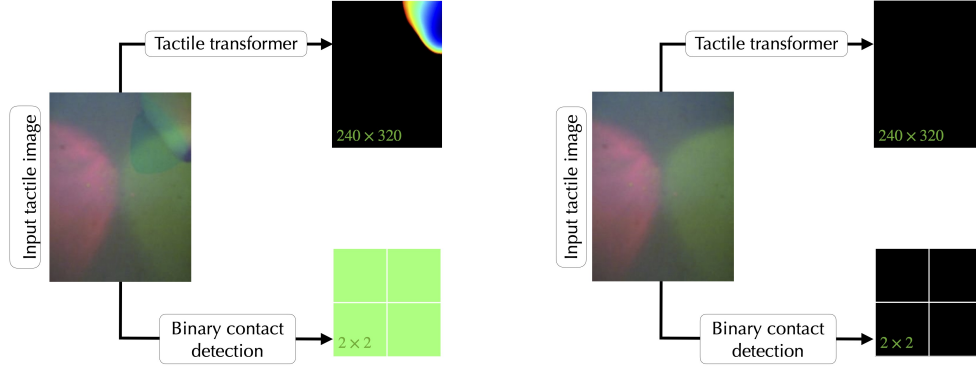 Tactile transformer
240 × 320
Input tactile image
Binary contact
detection
2 × 2
Tactile transformer
240 × 320
Input tactile image
Binary contact
detection
2 × 2